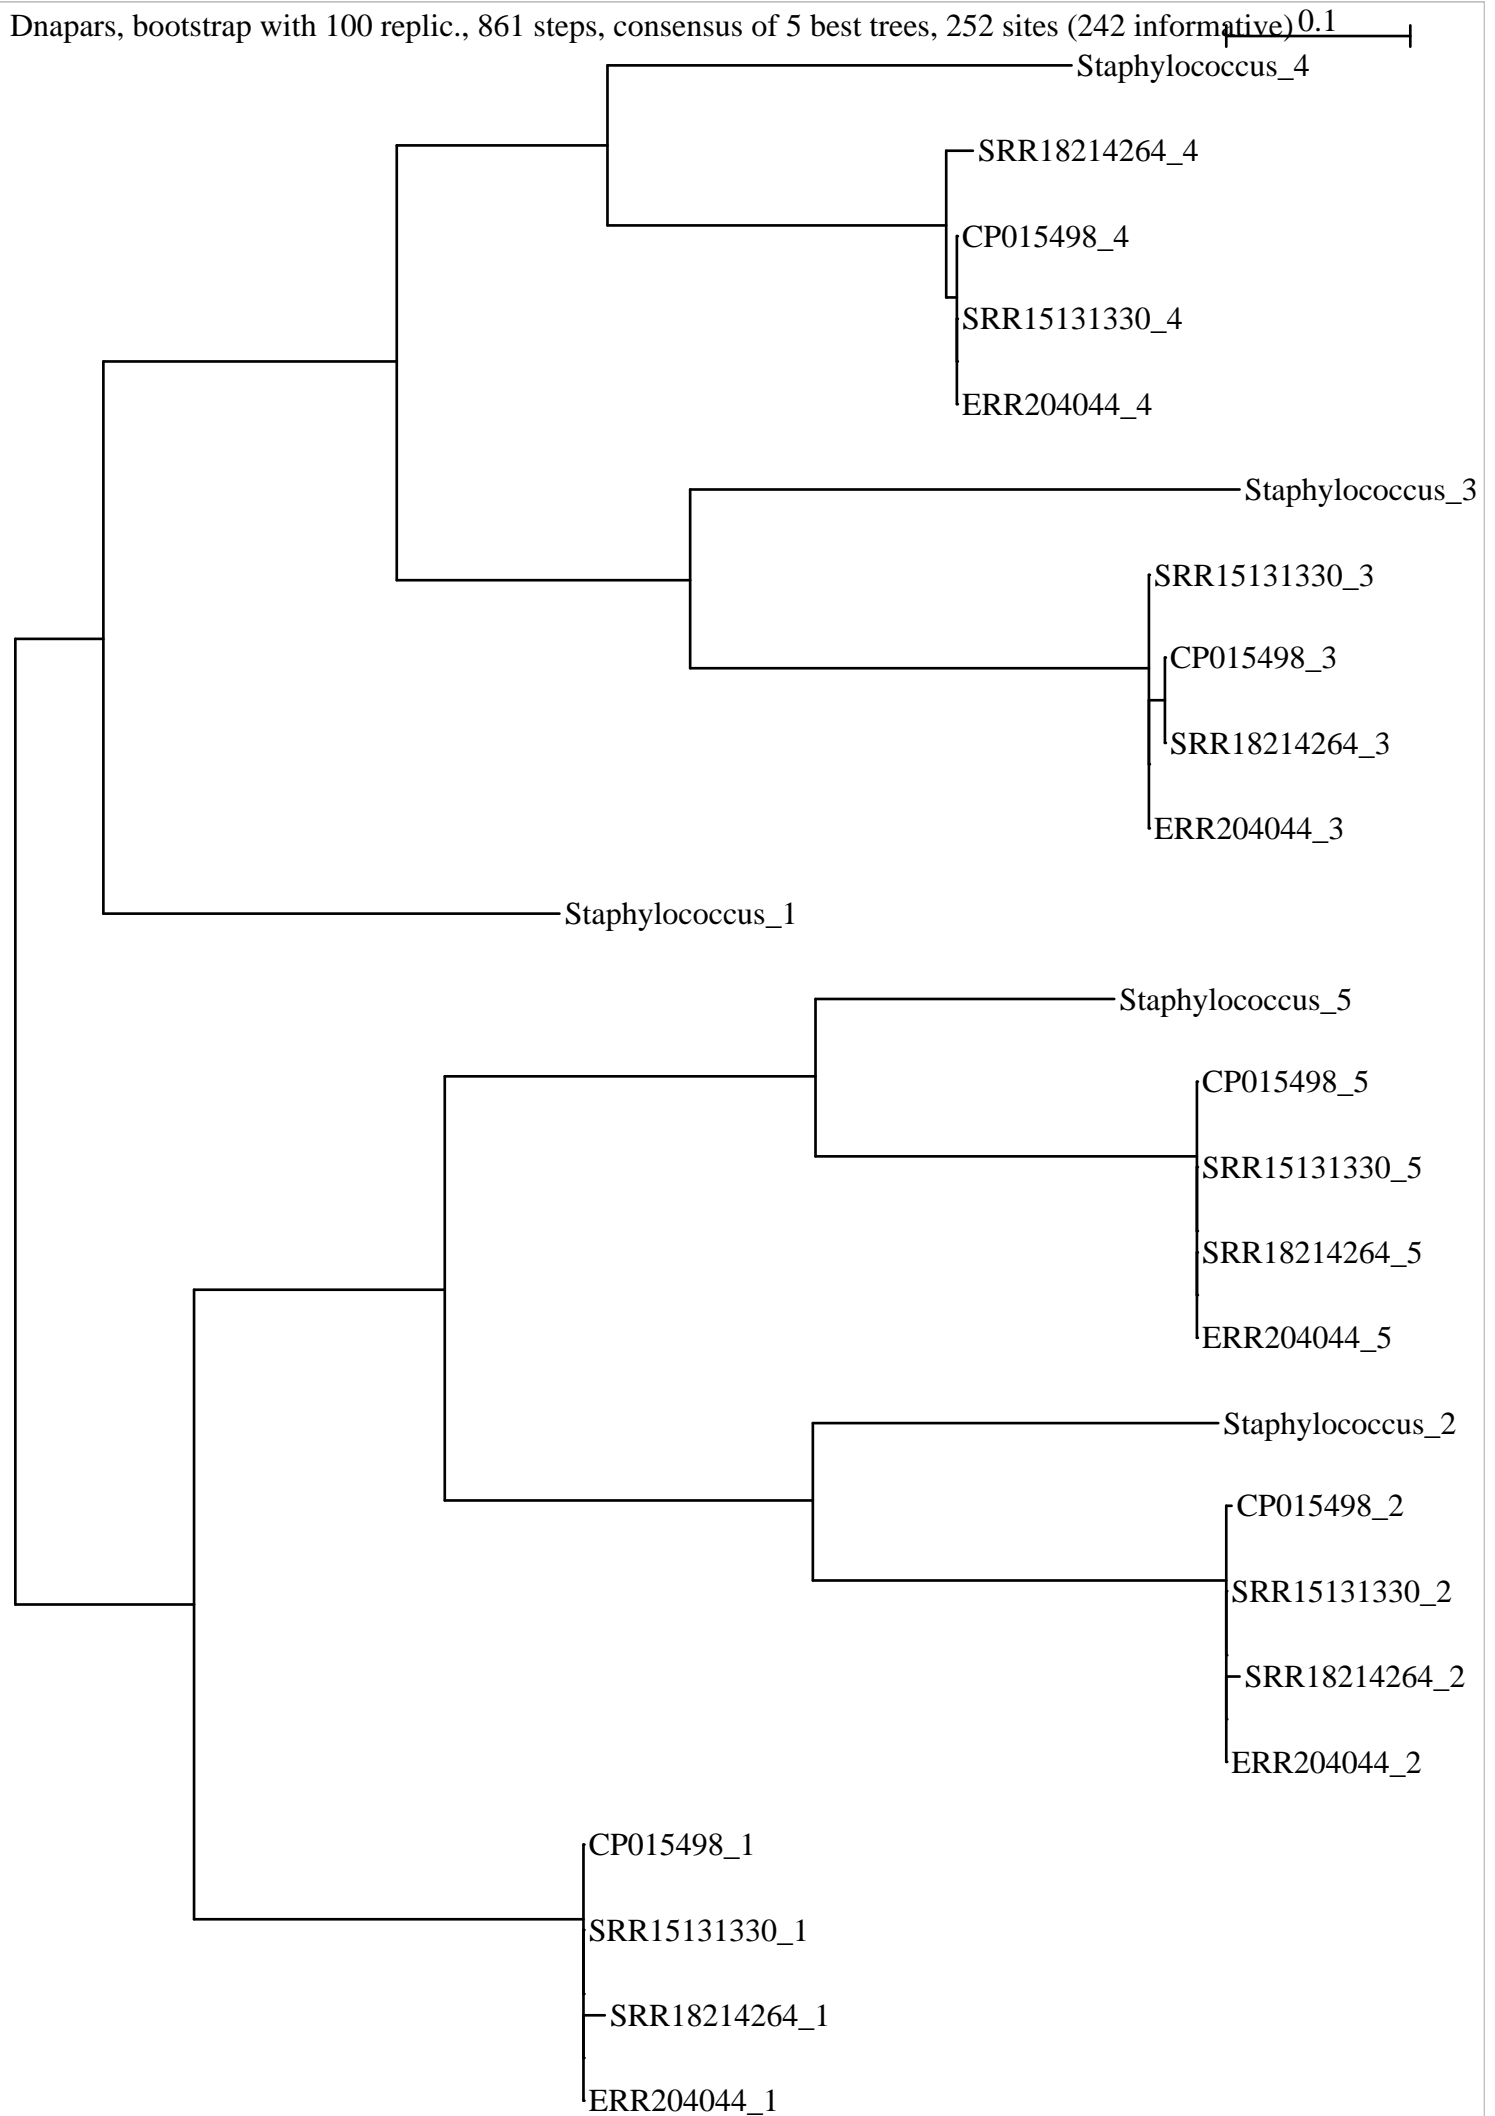 Dnapars, bootstrap with 100 replic., 861 steps, consensus of 5 best trees, 252 sites (242 informative) 0.1
Staphylococcus_4
SRR18214264_4
CP015498_4
SRR15131330_4
ERR204044_4
Staphylococcus_3
SRR15131330_3
CP015498_3
SRR18214264_3
ERR204044_3
Staphylococcus_1
Staphylococcus_5
CP015498_5
SRR15131330_5
SRR18214264_5
ERR204044_5
Staphylococcus_2
CP015498_2
SRR15131330_2
SRR18214264_2
ERR204044_2
CP015498_1
SRR15131330_1
SRR18214264_1
ERR204044_1